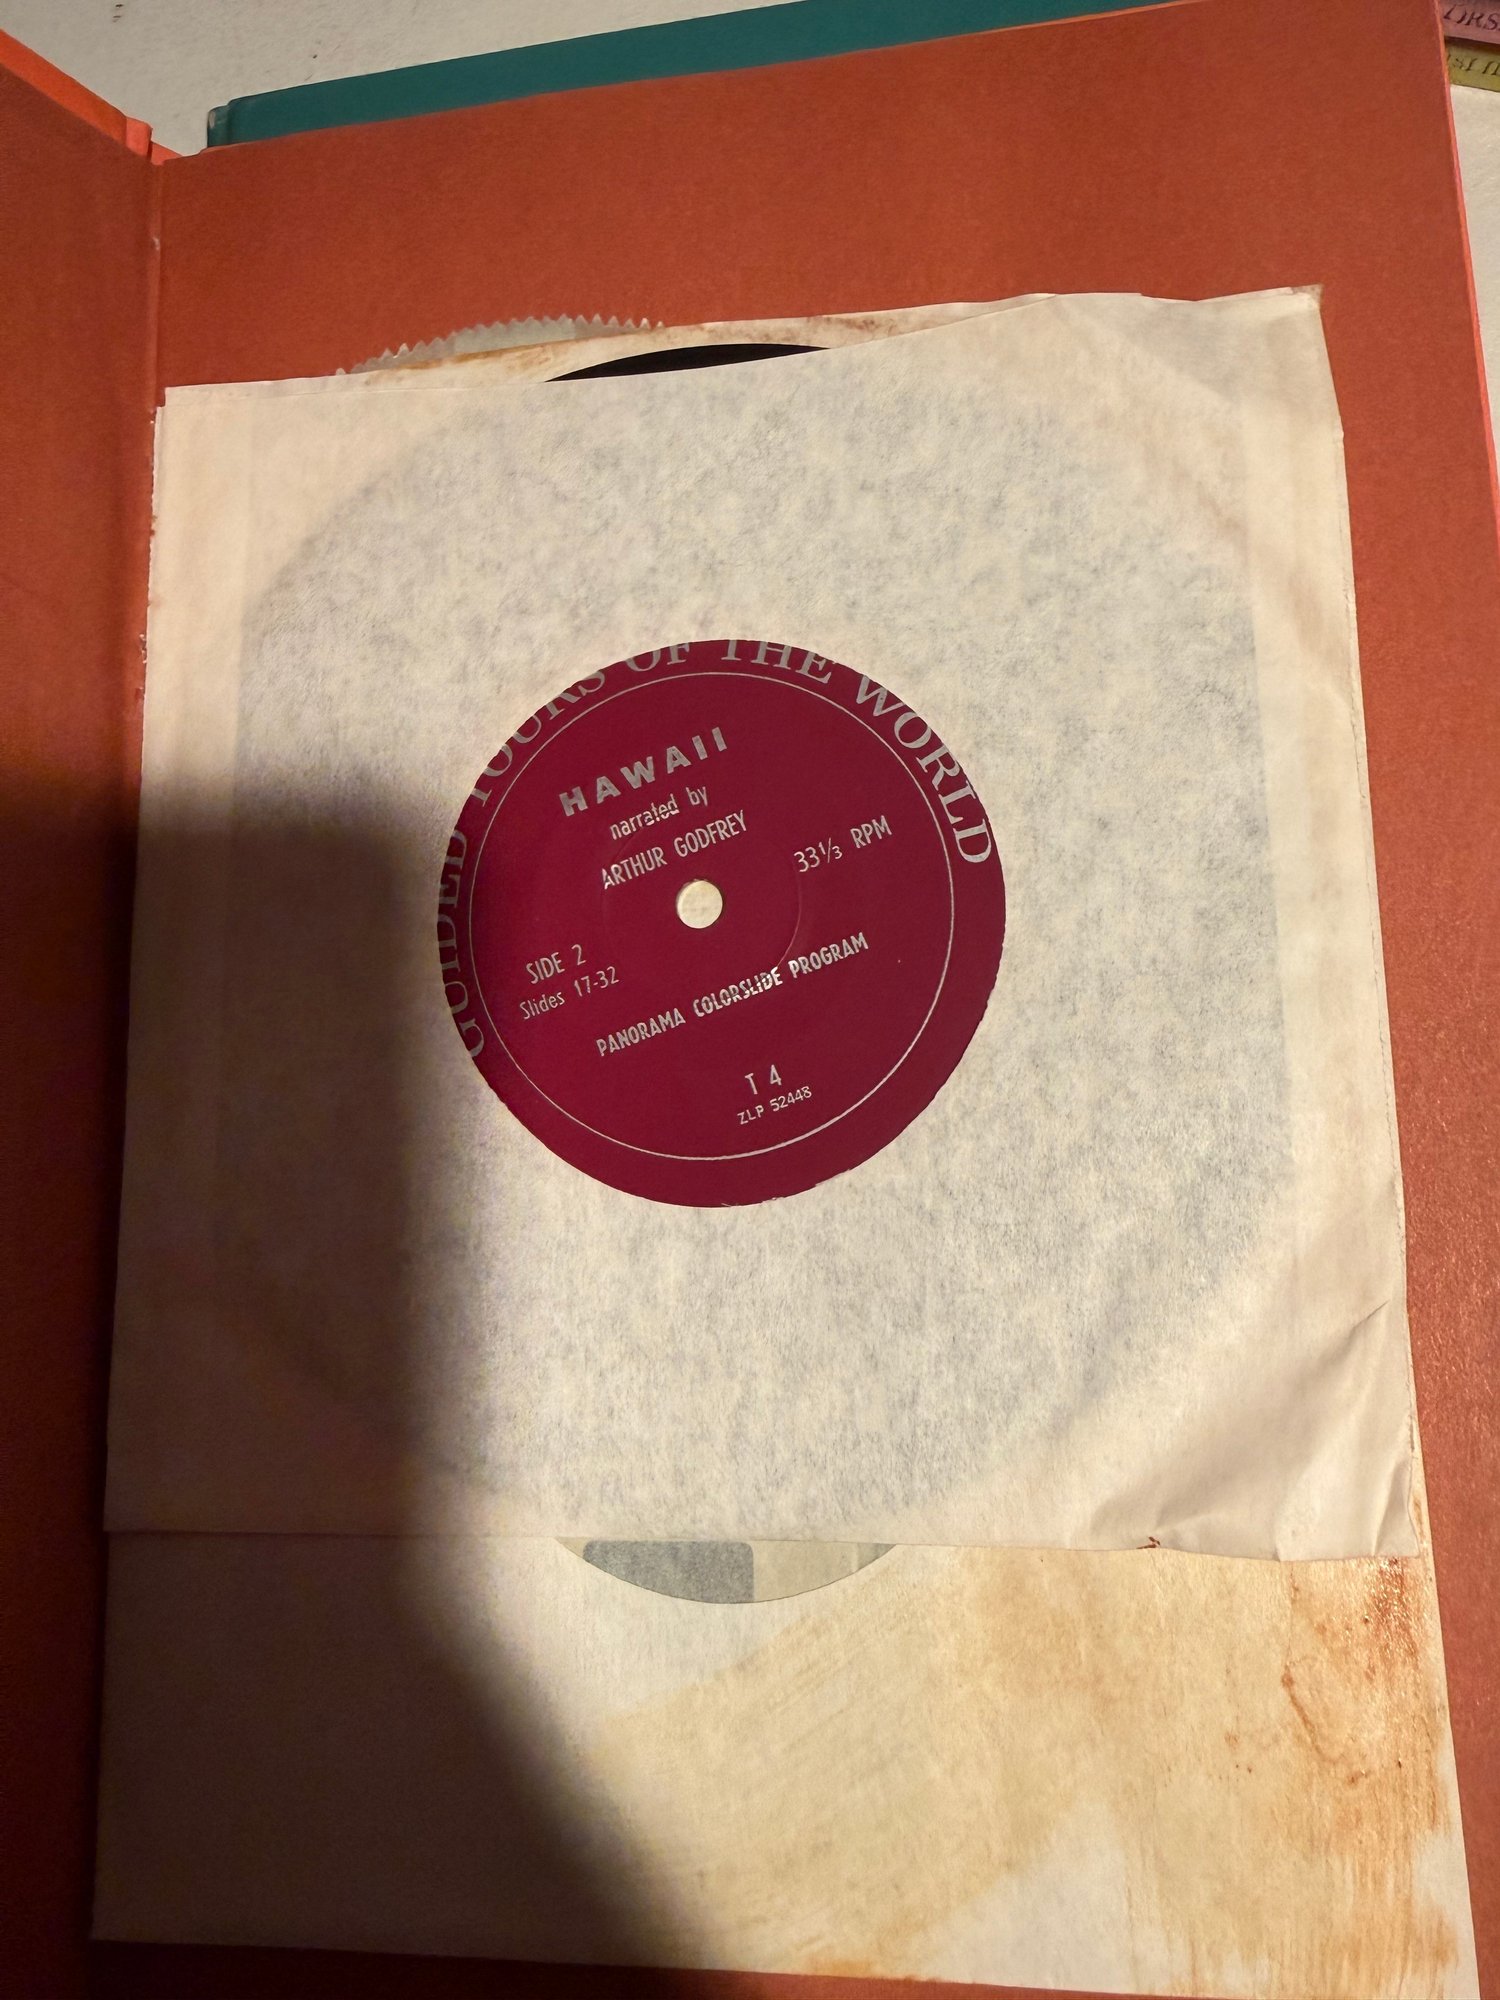 GUIDED TOURS OF THE WORLD
HAWAII
narrated by
ARTHUR GODFREY
33⅓ RPM
SIDE 2
Slides 17-32
PANORAMA COLORSLIDE PROGRAM
T 4
ZLP 52448